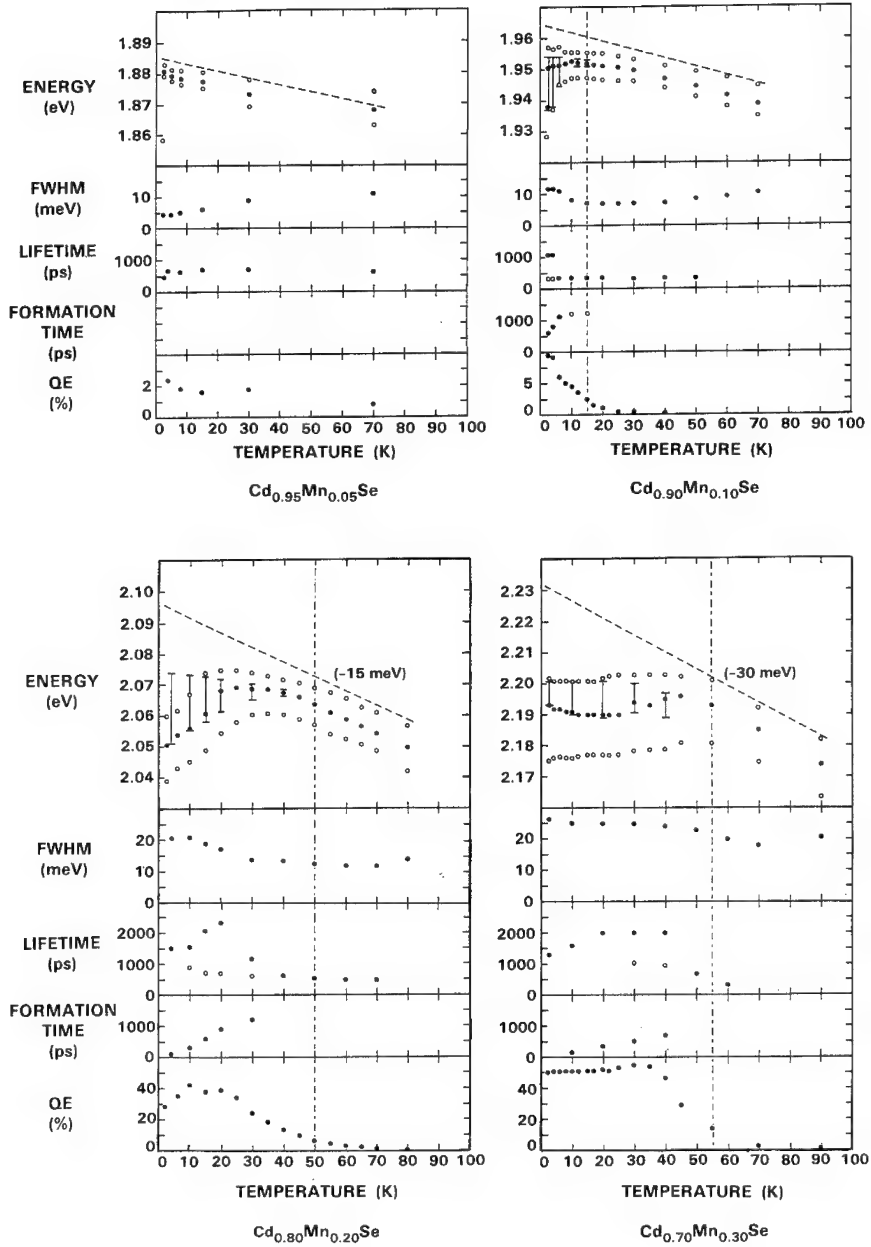 ENERGY
(eV)
1.89
1.88
1.87
1.86
FWHM
(meV)
10
0
LIFETIME
(ps)
1000
0
FORMATION
TIME
(ps)
QE
(%)
2
0
0 10 20 30 40 50 60 70 80 90 100
TEMPERATURE (K)
Cd0.95Mn0.05Se
1.96
1.95
1.94
1.93
10
0
1000
0
1000
0
5
0
0 10 20 30 40 50 60 70 80 90 100
TEMPERATURE (K)
Cd0.90Mn0.10Se
ENERGY
(eV)
2.10
2.09
2.08
2.07
2.06
2.05
2.04
(−15 meV)
FWHM
(meV)
20
10
0
LIFETIME
(ps)
2000
1000
0
FORMATION
TIME
(ps)
1000
0
QE
(%)
40
20
0
0 10 20 30 40 50 60 70 80 90 100
TEMPERATURE (K)
Cd0.80Mn0.20Se
2.23
2.22
2.21
2.20
2.19
2.18
2.17
(−30 meV)
20
10
0
2000
1000
0
1000
0
40
20
0
0 10 20 30 40 50 60 70 80 90 100
TEMPERATURE (K)
Cd0.70Mn0.30Se